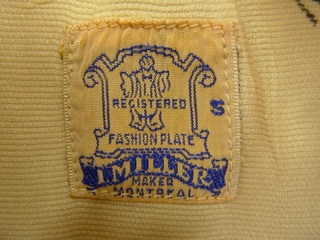 REGISTERED
S
FASHION PLATE
I. MILLER
MAKER
MONTREAL